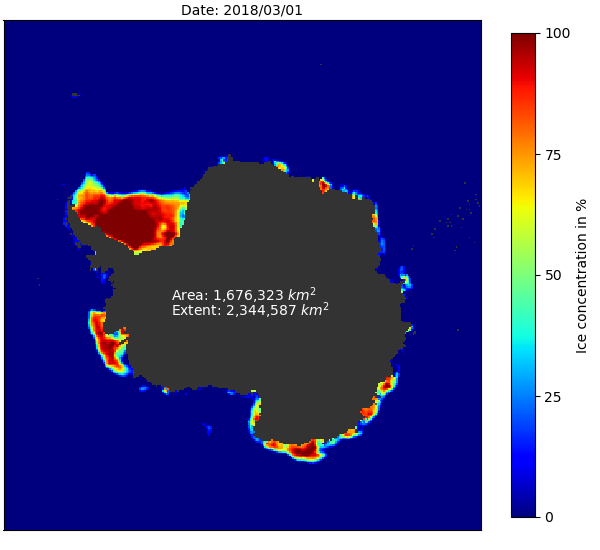 Date: 2018/03/01
100
75
50
25
0
Ice concentration in %
Area: 1,676,323 km²
Extent: 2,344,587 km²